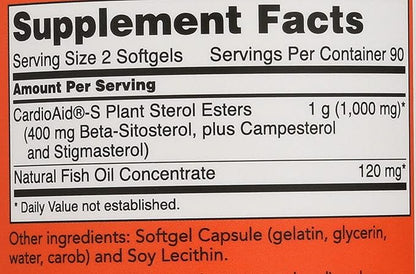 Supplement Facts
Serving Size 2 Softgels Servings Per Container 90
Amount Per Serving
CardioAid®-S Plant Sterol Esters 1 g (1,000 mg)*
(400 mg Beta-Sitosterol, plus Campesterol
and Stigmasterol)
Natural Fish Oil Concentrate 120 mg*
* Daily Value not established.
Other ingredients: Softgel Capsule (gelatin, glycerin,
water, carob) and Soy Lecithin.